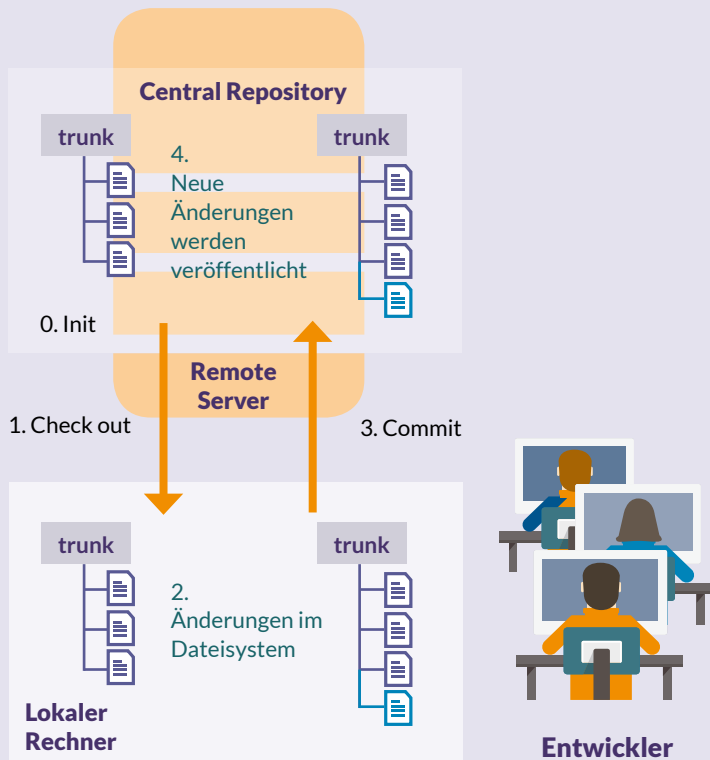 Central Repository
trunk
trunk
4.
Neue
Änderungen
werden
veröffentlicht
0. Init
Remote
Server
1. Check out
3. Commit
trunk
trunk
2.
Änderungen im
Dateisystem
Lokaler
Rechner
Entwickler